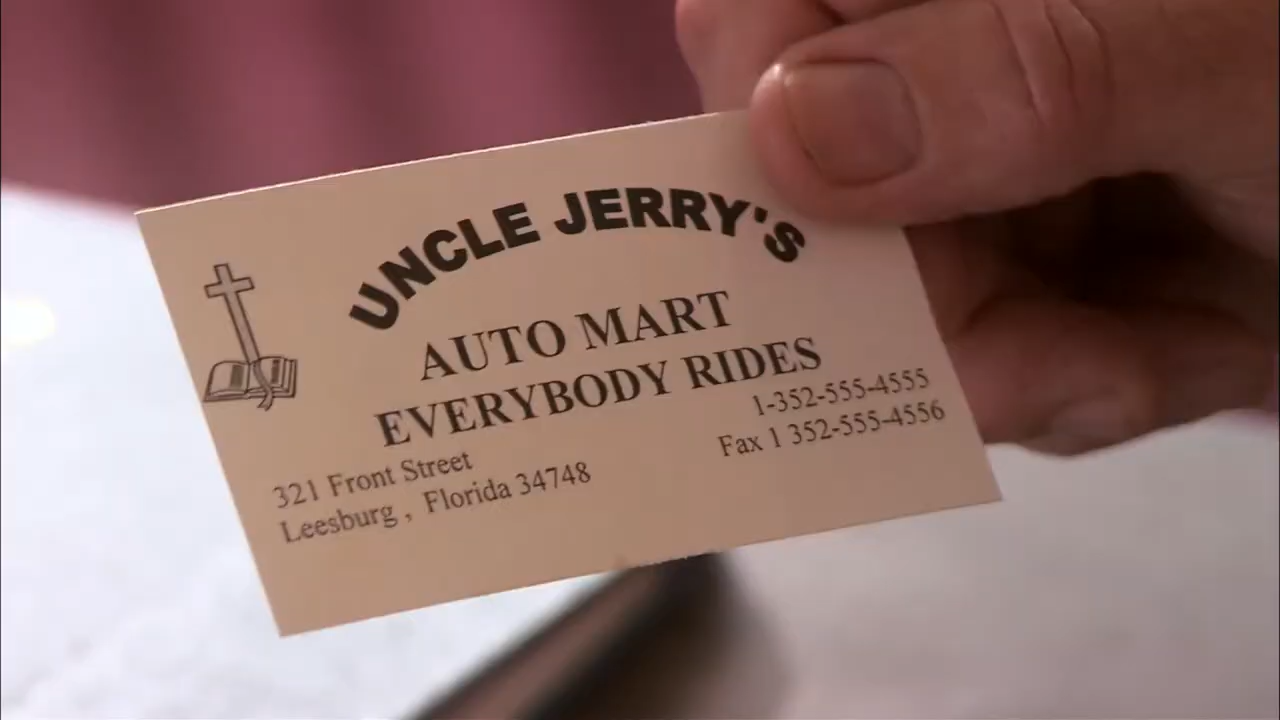 UNCLE JERRY'S
AUTO MART
EVERYBODY RIDES
1-352-555-4555
Fax 1 352-555-4556
321 Front Street
Leesburg , Florida 34748